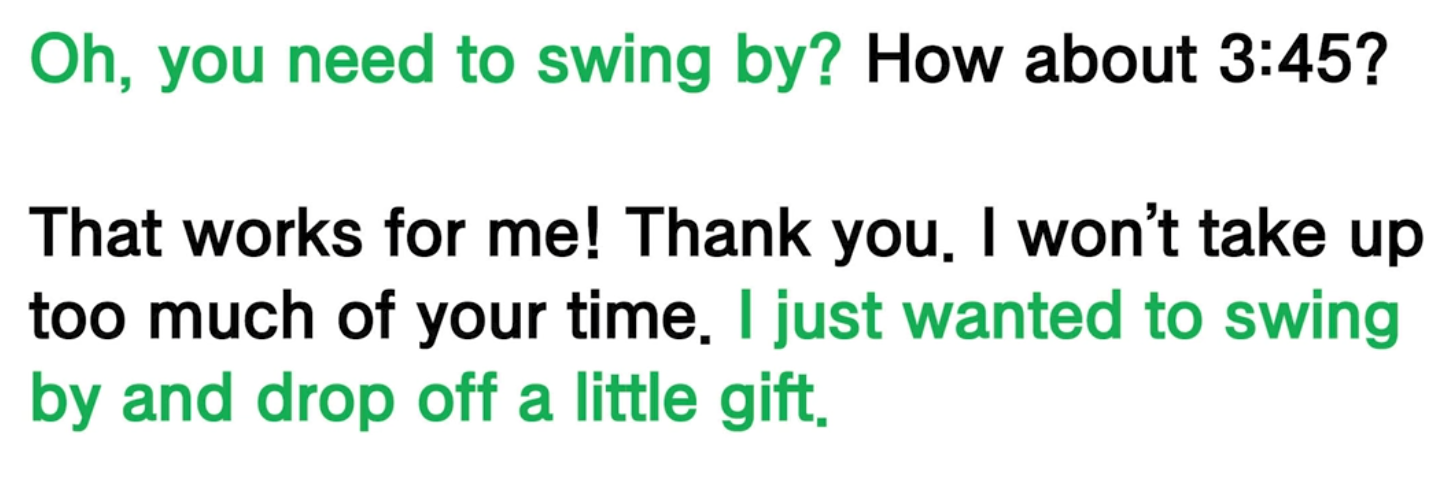 Oh, you need to swing by? How about 3:45?
That works for me! Thank you. I won’t take up
too much of your time. I just wanted to swing
by and drop off a little gift.